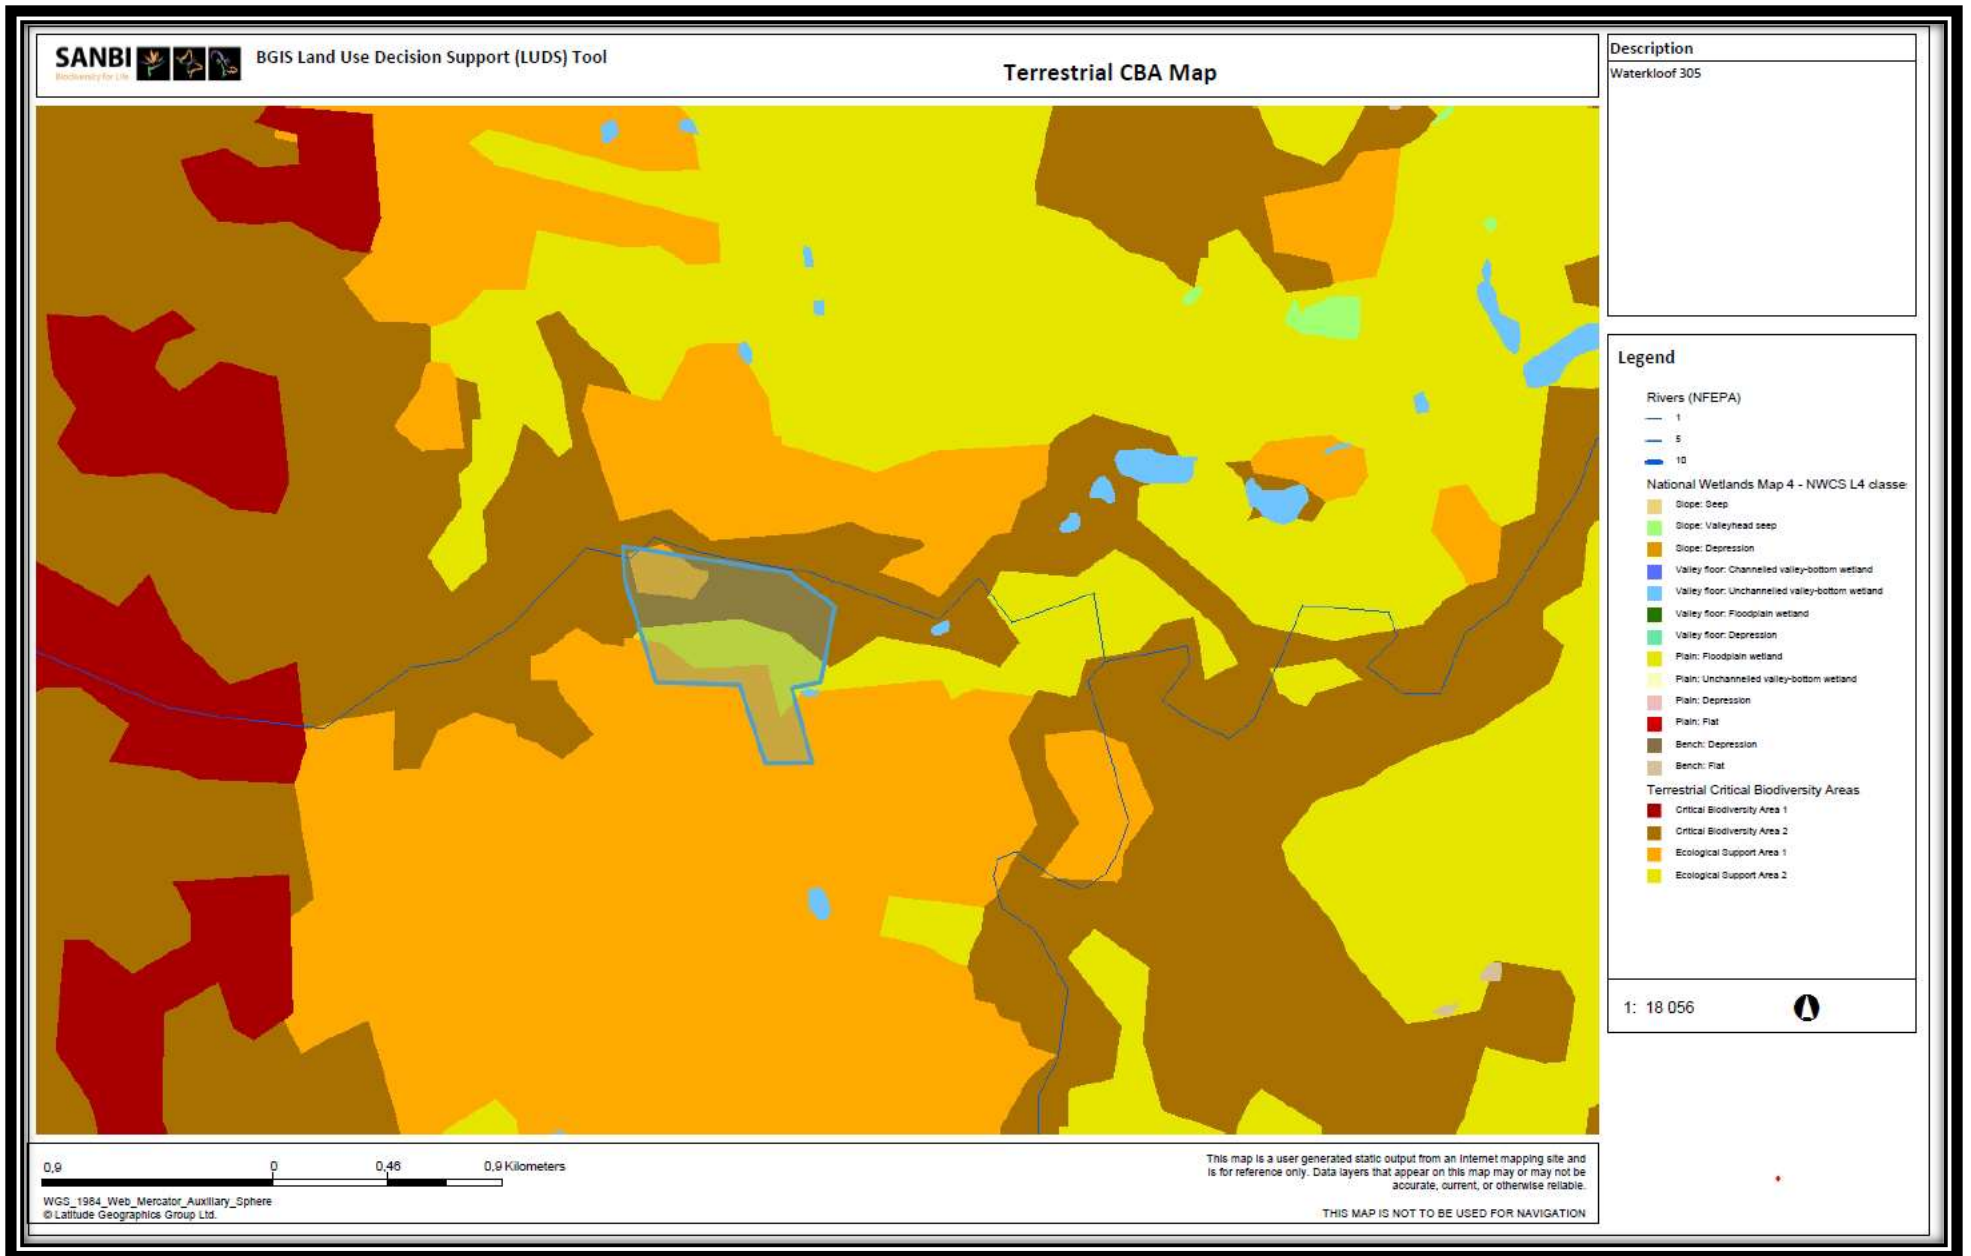 SANBI
Biodiversity for Life
BGIS Land Use Decision Support (LUDS) Tool
Terrestrial CBA Map
Description
Waterkloof 305
Legend
Rivers (NFEPA)
1
5
10
National Wetlands Map 4 - NWCS L4 classe
Slope: Seep
Slope: Valleyhead seep
Slope: Depression
Valley floor: Channelled valley-bottom wetland
Valley floor: Unchannelled valley-bottom wetland
Valley floor: Floodplain wetland
Valley floor: Depression
Plain: Floodplain wetland
Plain: Unchannelled valley-bottom wetland
Plain: Depression
Plain: Flat
Bench: Depression
Bench: Flat
Terrestrial Critical Biodiversity Areas
Critical Biodiversity Area 1
Critical Biodiversity Area 2
Ecological Support Area 1
Ecological Support Area 2
1: 18 056
0,9 0 0,46 0,9 Kilometers
WGS_1984_Web_Mercator_Auxiliary_Sphere
© Latitude Geographics Group Ltd.
This map is a user generated static output from an Internet mapping site and
is for reference only. Data layers that appear on this map may or may not be
accurate, current, or otherwise reliable.
THIS MAP IS NOT TO BE USED FOR NAVIGATION